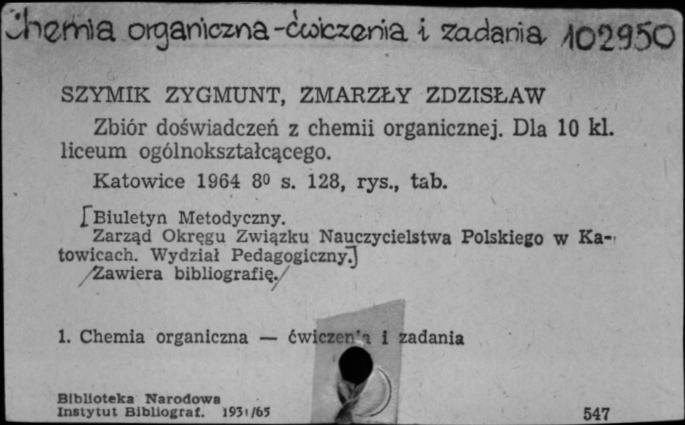 Chemia organiczna - ćwiczenia i zadania 102950
SZYMIK ZYGMUNT, ZMARZŁY ZDZISŁAW
Zbiór doświadczeń z chemii organicznej. Dla 10 kl.
liceum ogólnokształcącego.
Katowice 1964 8⁰ s. 128, rys., tab.
[Biuletyn Metodyczny.
Zarząd Okręgu Związku Nauczycielstwa Polskiego w Ka-
towicach. Wydział Pedagogiczny.]
/Zawiera bibliografię./
1. Chemia organiczna — ćwiczenia i zadania
Biblioteka Narodowa
Instytut Bibliograf. /65
547